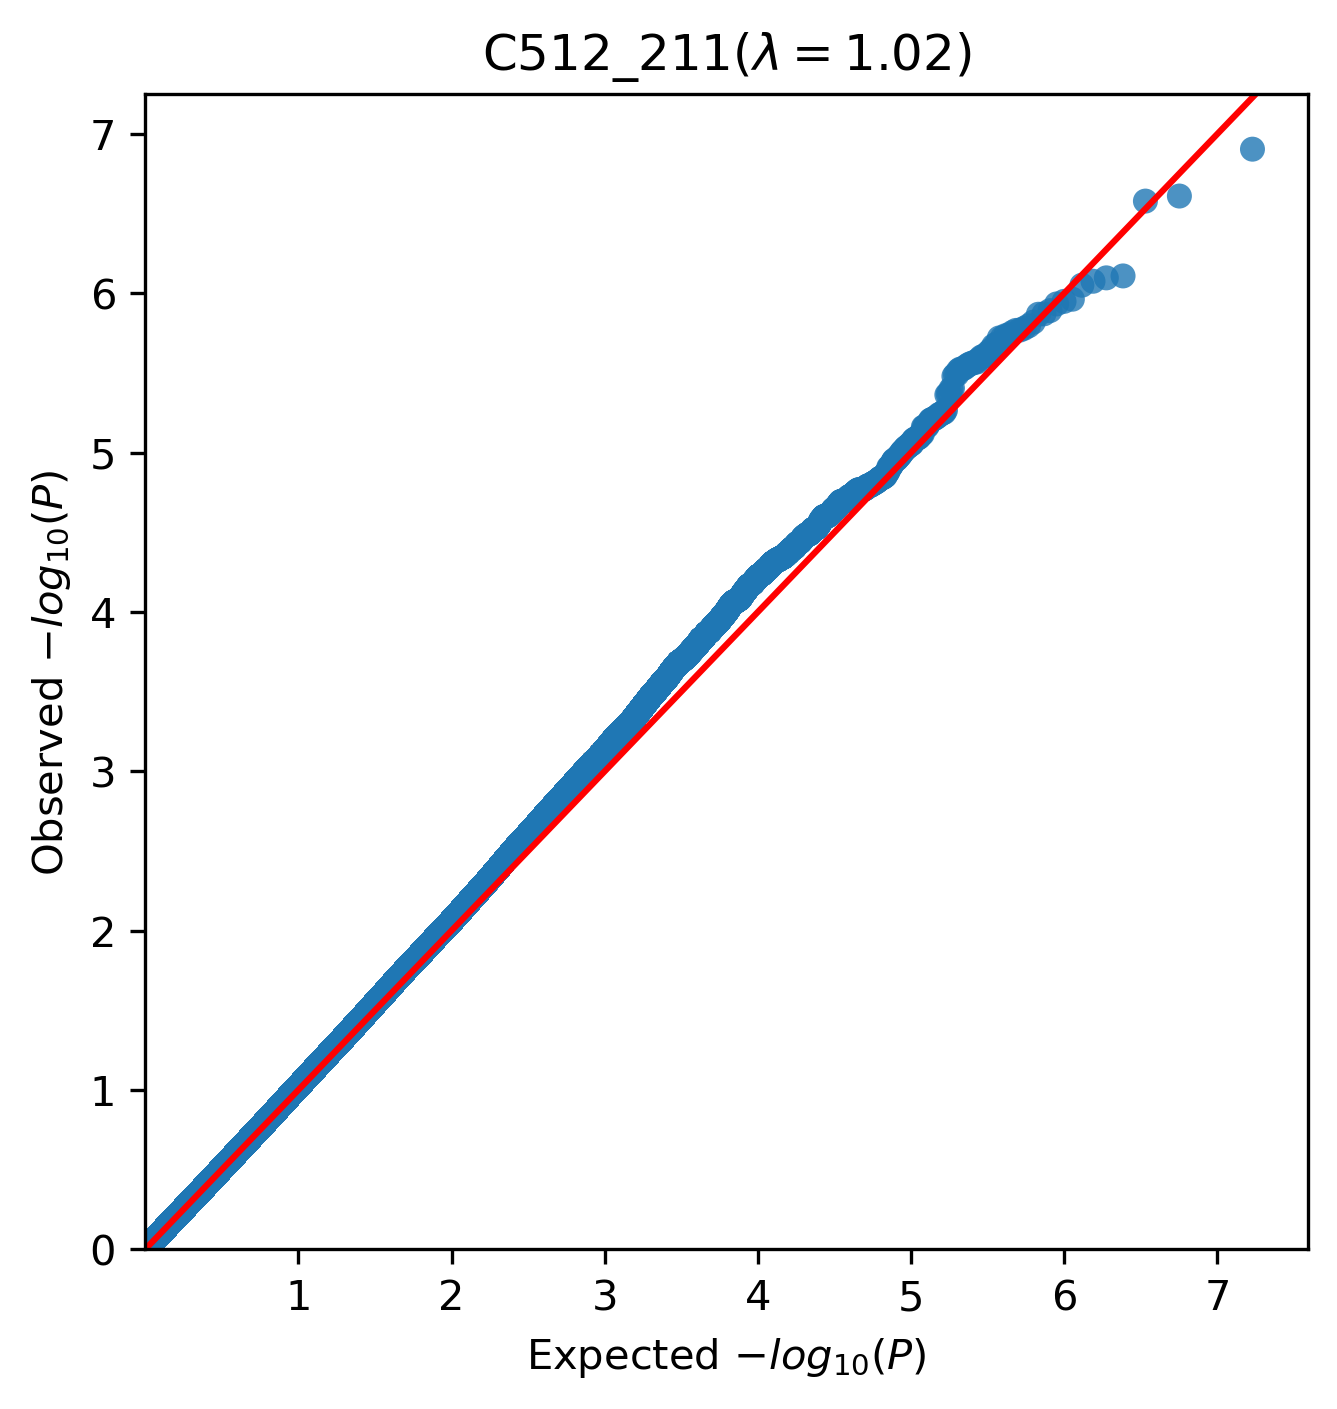 C512_211(λ = 1.02)
7
6
5
4
3
2
1
0
Observed −log₁₀(P)
1 2 3 4 5 6 7
Expected −log₁₀(P)